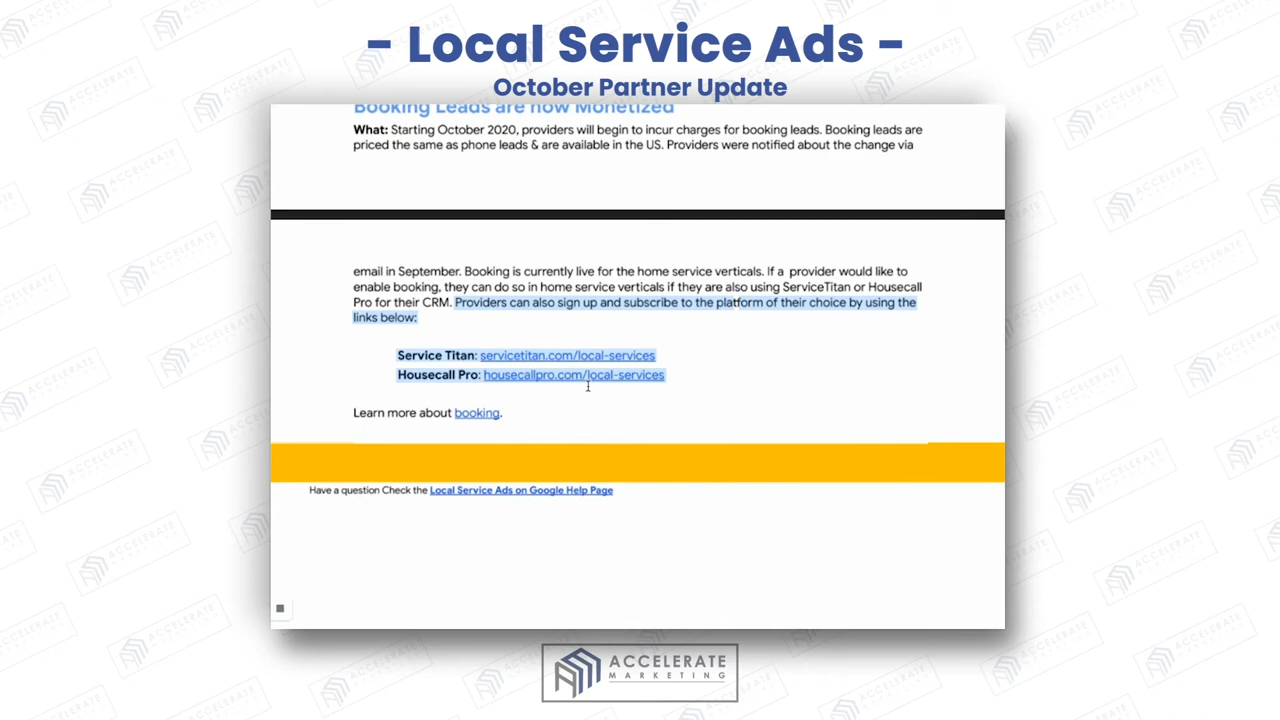 - Local Service Ads -
October Partner Update
Booking Leads are now Monetized
What: Starting October 2020, providers will begin to incur charges for booking leads. Booking leads are
priced the same as phone leads & are available in the US. Providers were notified about the change via
email in September. Booking is currently live for the home service verticals. If a provider would like to
enable booking, they can do so in home service verticals if they are also using ServiceTitan or Housecall
Pro for their CRM. Providers can also sign up and subscribe to the platform of their choice by using the
links below:
Service Titan: servicetitan.com/local-services
Housecall Pro: housecallpro.com/local-services
Learn more about booking.
Have a question Check the Local Service Ads on Google Help Page
ACCELERATE
MARKETING